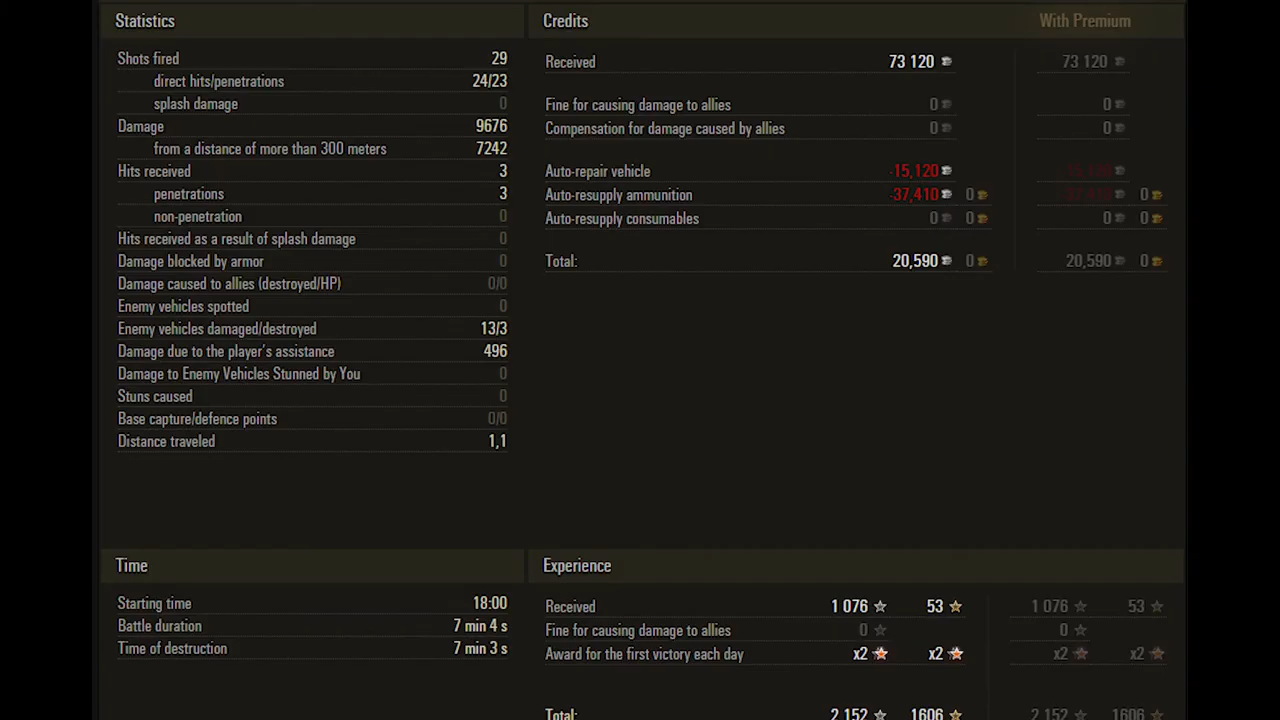 Statistics
Shots fired 29
direct hits/penetrations 24/23
splash damage 0
Damage 9676
from a distance of more than 300 meters 7242
Hits received 3
penetrations 3
non-penetration 0
Hits received as a result of splash damage 0
Damage blocked by armor 0
Damage caused to allies (destroyed/HP) 0/0
Enemy vehicles spotted 0
Enemy vehicles damaged/destroyed 13/3
Damage due to the player's assistance 496
Damage to Enemy Vehicles Stunned by You 0
Stuns caused 0
Base capture/defence points 0/0
Distance traveled 1,1
Credits With Premium
Received 73 120 73 120
Fine for causing damage to allies 0 0
Compensation for damage caused by allies 0 0
Auto-repair vehicle -15,120 -15,120
Auto-resupply ammunition -37,410 0 -37,410 0
Auto-resupply consumables 0 0 0 0
Total: 20,590 0 20,590 0
Time
Starting time 18:00
Battle duration 7 min 4 s
Time of destruction 7 min 3 s
Experience
Received 1 076 53 1 076 53
Fine for causing damage to allies 0 0
Award for the first victory each day x2 x2 x2 x2
Total: 2 152 1606 2 152 1606